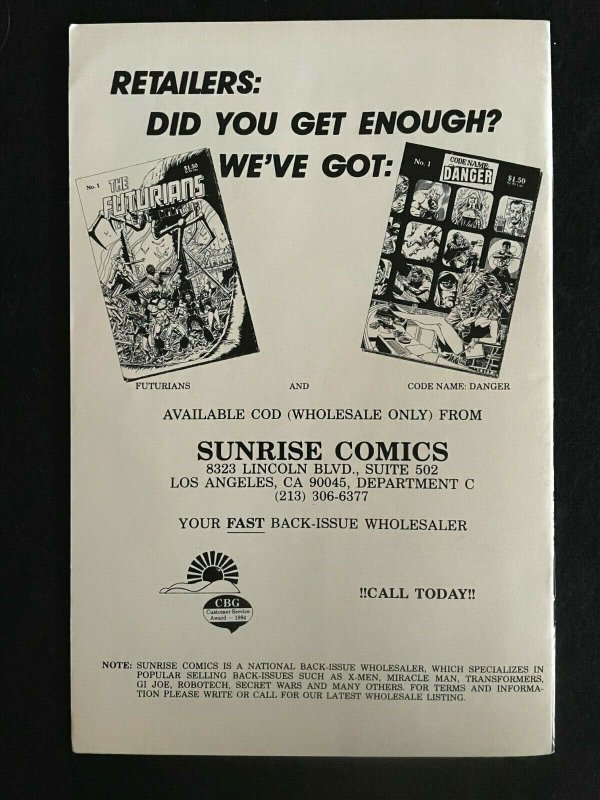 RETAILERS:
DID YOU GET ENOUGH?
WE'VE GOT:
No. 1
$1.50
THE
FUTURIANS
No. 1
CODE NAME:
DANGER
$1.50
FUTURIANS AND CODE NAME: DANGER
AVAILABLE COD (WHOLESALE ONLY) FROM
SUNRISE COMICS
8323 LINCOLN BLVD., SUITE 502
LOS ANGELES, CA 90045, DEPARTMENT C
(213) 306-6377
YOUR FAST BACK-ISSUE WHOLESALER
CBG
Customer Service
Award - 1984
!!CALL TODAY!!
NOTE: SUNRISE COMICS IS A NATIONAL BACK-ISSUE WHOLESALER, WHICH SPECIALIZES IN
POPULAR SELLING BACK-ISSUES SUCH AS X-MEN, MIRACLE MAN, TRANSFORMERS,
GI JOE, ROBOTECH, SECRET WARS AND MANY OTHERS. FOR TERMS AND INFORMA-
TION PLEASE WRITE OR CALL FOR OUR LATEST WHOLESALE LISTING.